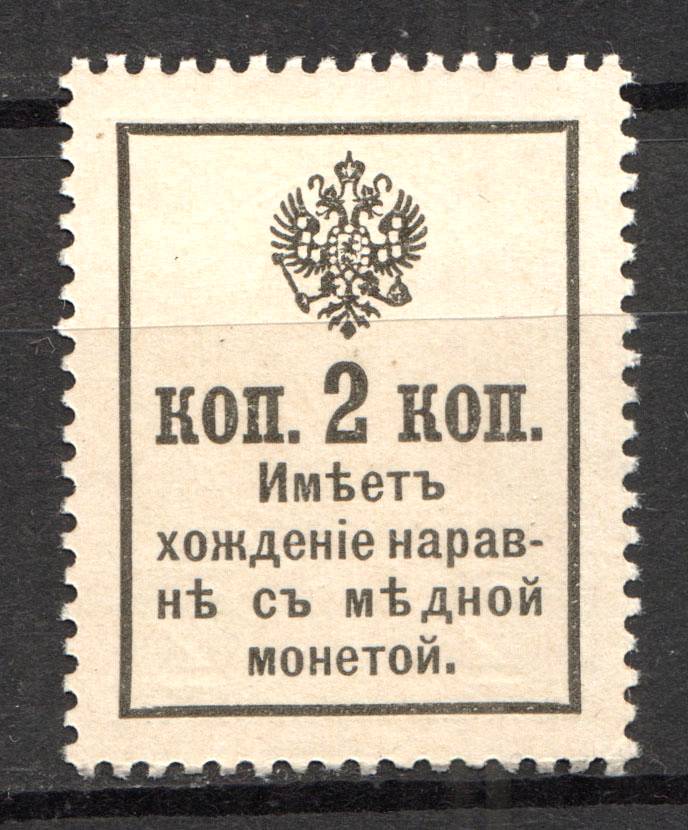 коп. 2 коп.
Имѣетъ
хожденіе нарав-
нѣ съ мѣдной
монетой.